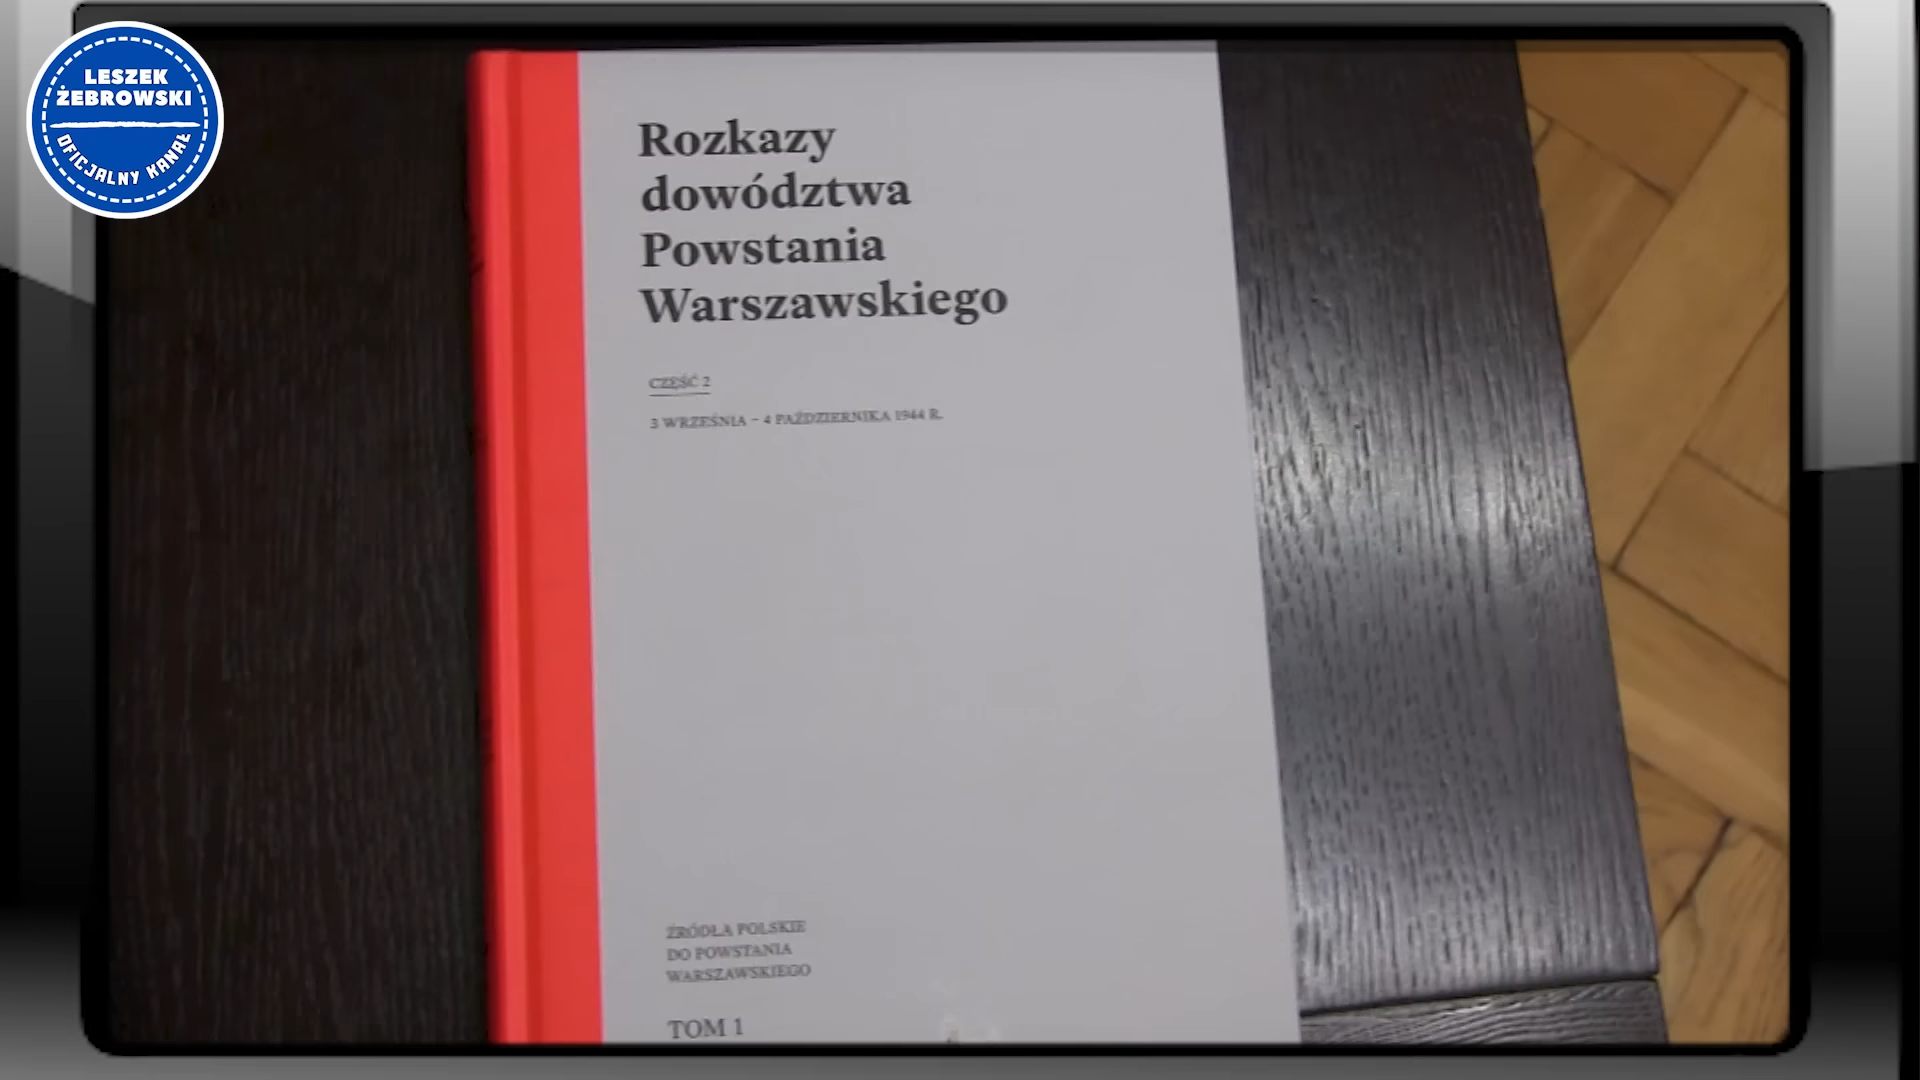 LESZEK
ŻEBROWSKI
OFICJALNY KANAŁ
Rozkazy
dowództwa
Powstania
Warszawskiego
CZĘŚĆ 2
3 WRZEŚNIA – 4 PAŹDZIERNIKA 1944 R.
ŹRÓDŁA POLSKIE
DO POWSTANIA
WARSZAWSKIEGO
TOM 1